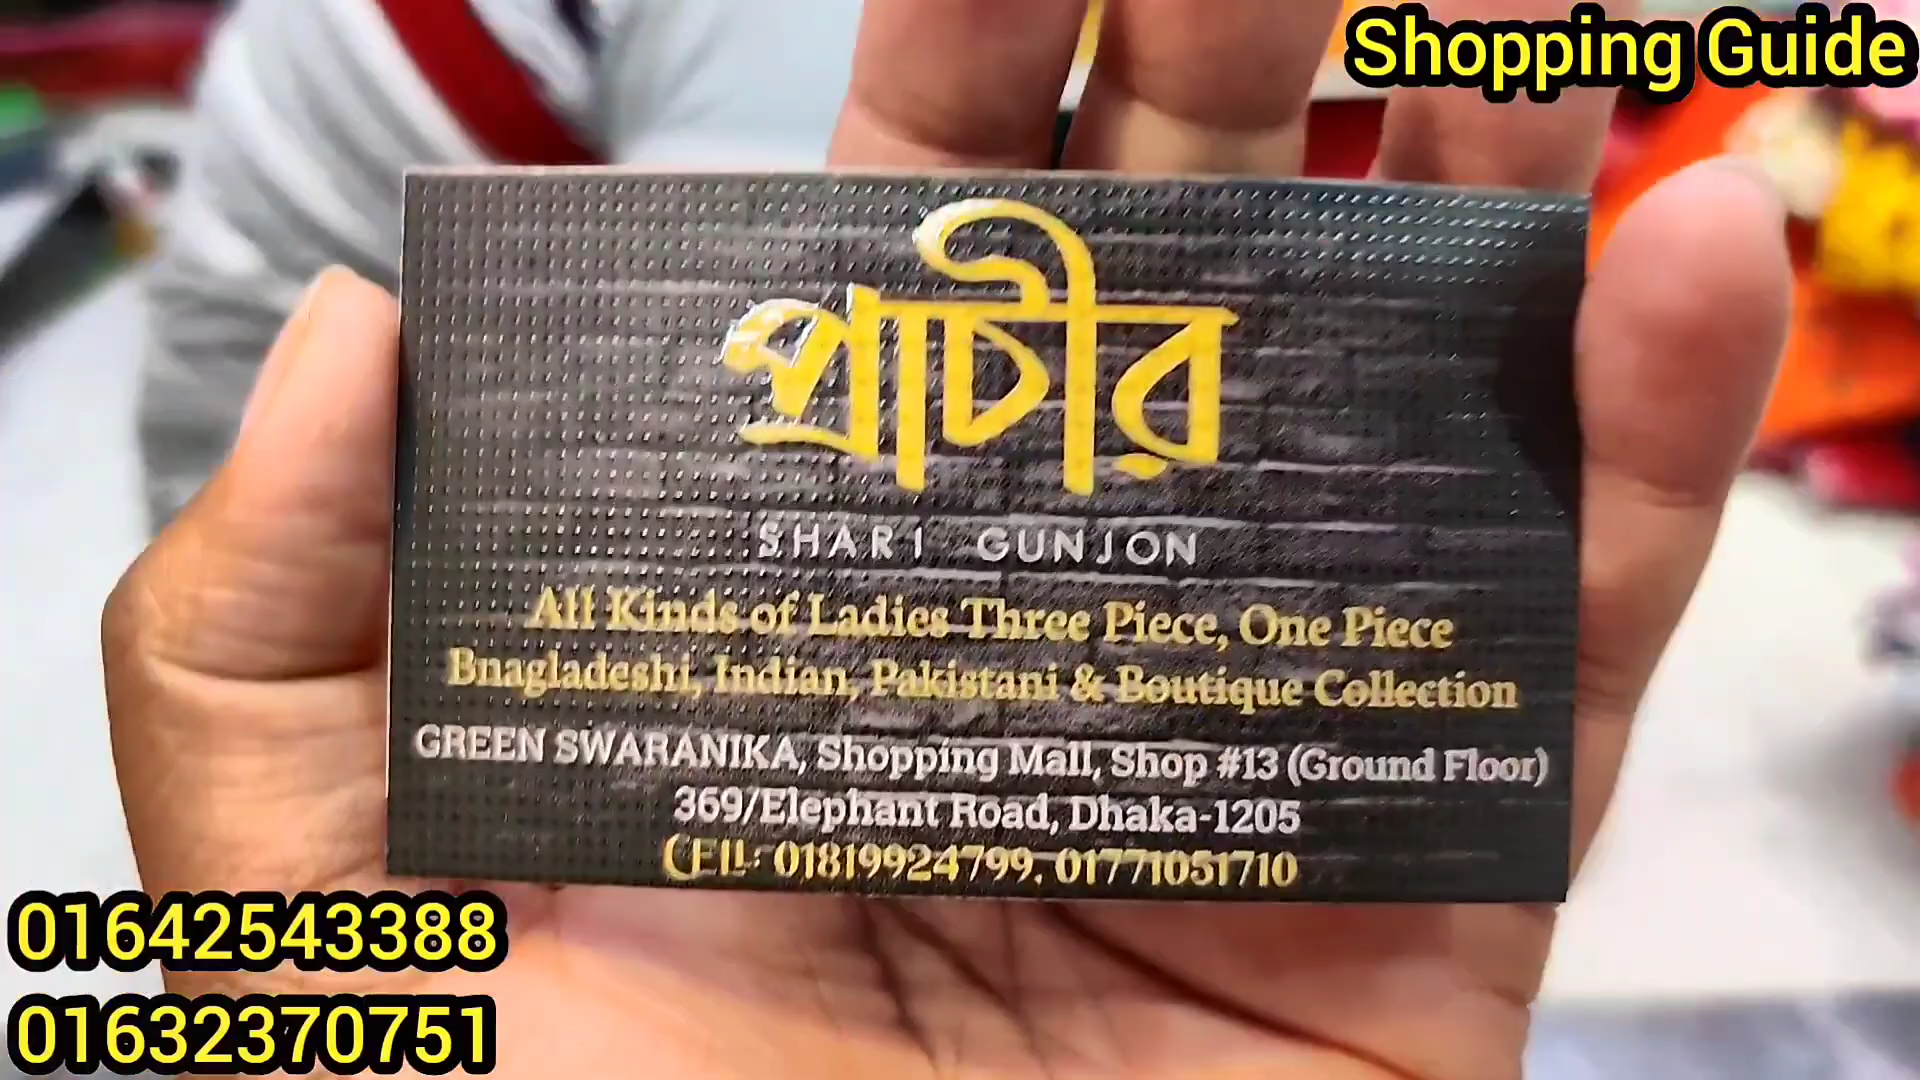 Shopping Guide
প্রাচীর
SHARI GUNJON
All Kinds of Ladies Three Piece, One Piece
Bnagladeshi, Indian, Pakistani & Boutique Collection
GREEN SWARANIKA, Shopping Mall, Shop #13 (Ground Floor)
369/Elephant Road, Dhaka-1205
CELL: 01819924799, 01771051710
01642543388
01632370751